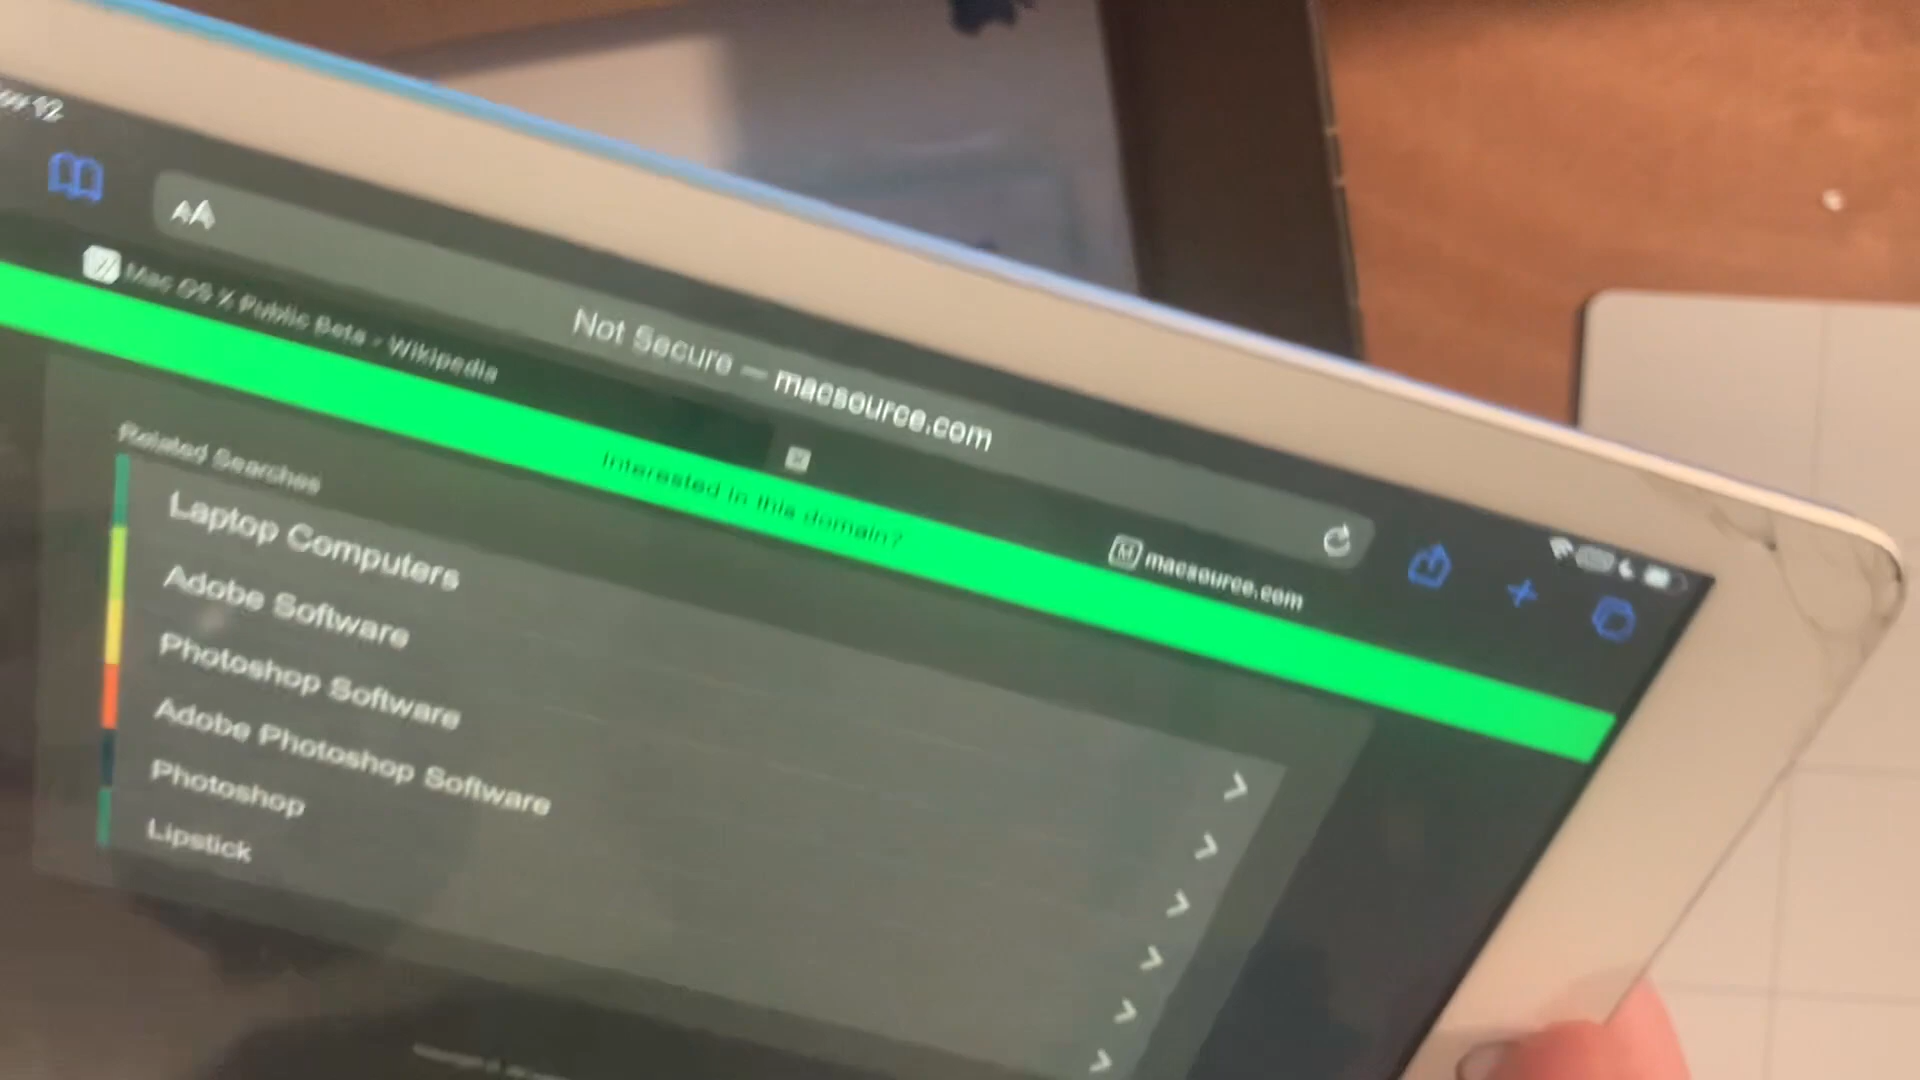 AA
Not Secure — macsource.com
Mac OS X Public Beta - Wikipedia
macsource.com
Interested in this domain?
Related Searches
Laptop Computers
Adobe Software
Photoshop Software
Adobe Photoshop Software
Photoshop
Lipstick